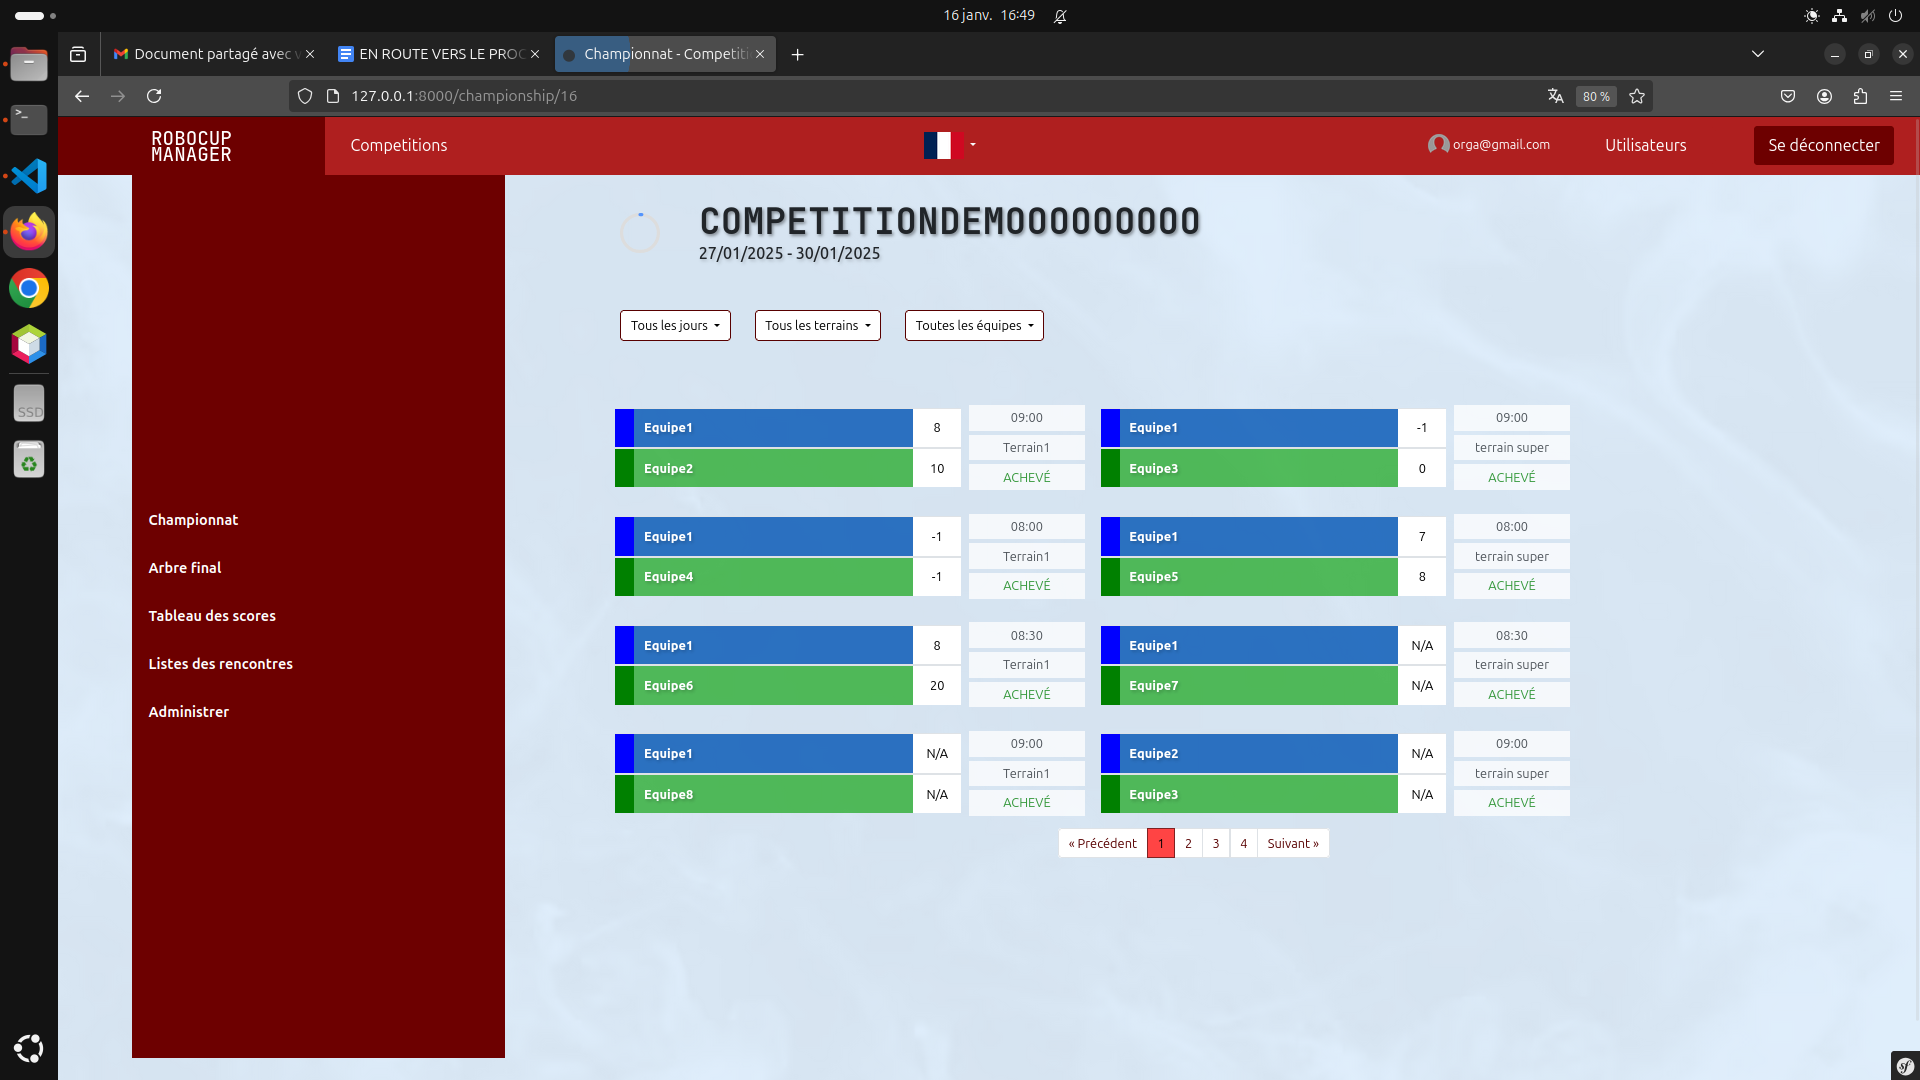 16 janv. 16:49
Document partagé avec v
EN ROUTE VERS LE PROC
Championnat - Competiti
127.0.0.1:8000/championship/16
80 %
ROBOCUP
MANAGER
Competitions
orga@gmail.com
Utilisateurs
Se déconnecter
COMPETITIONDEMOOOOOOOOO
27/01/2025 - 30/01/2025
Tous les jours
Tous les terrains
Toutes les équipes
SSD
Championnat
Arbre final
Tableau des scores
Listes des rencontres
Administrer
Equipe1 8
Equipe2 10
09:00
Terrain1
ACHEVÉ
Equipe1 -1
Equipe3 0
09:00
terrain super
ACHEVÉ
Equipe1 -1
Equipe4 -1
08:00
Terrain1
ACHEVÉ
Equipe1 7
Equipe5 8
08:00
terrain super
ACHEVÉ
Equipe1 8
Equipe6 20
08:30
Terrain1
ACHEVÉ
Equipe1 N/A
Equipe7 N/A
08:30
terrain super
ACHEVÉ
Equipe1 N/A
Equipe8 N/A
09:00
Terrain1
ACHEVÉ
Equipe2 N/A
Equipe3 N/A
09:00
terrain super
ACHEVÉ
« Précédent 1 2 3 4 Suivant »
sf